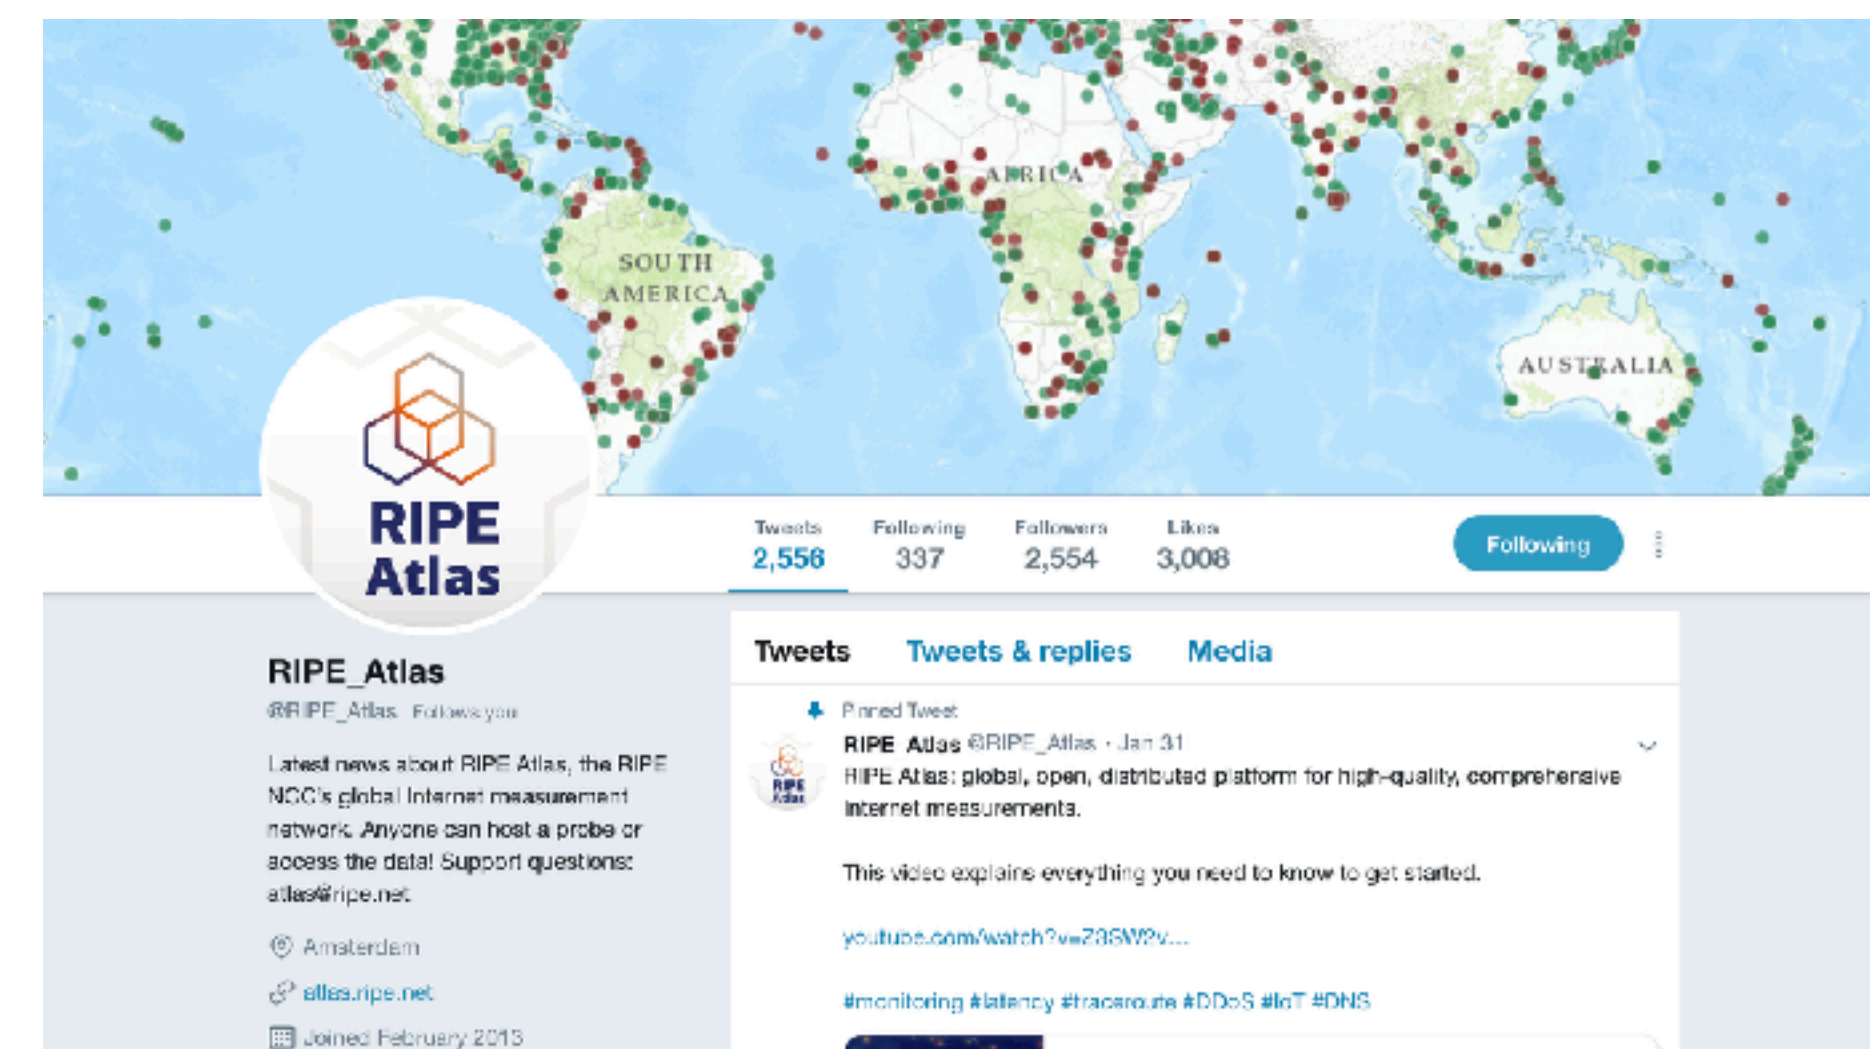 AFRICA
SOUTH
AMERICA
AUSTRALIA
RIPE
Atlas
Tweets Following Followers Likes
2,556 337 2,554 3,008
Following
RIPE_Atlas
@RIPE_Atlas Follows you
Latest news about RIPE Atlas, the RIPE
NCC's global Internet measurement
network. Anyone can host a probe or
access the data! Support questions:
atlas@ripe.net
Amsterdam
atlas.ripe.net
Joined February 2013
Tweets Tweets & replies Media
Pinned Tweet
RIPE_Atlas @RIPE_Atlas · Jan 31
RIPE
Atlas
RIPE Atlas: global, open, distributed platform for high-quality, comprehensive
Internet measurements.
This video explains everything you need to know to get started.
#monitoring #latency #traceroute #DDoS #IoT #DNS